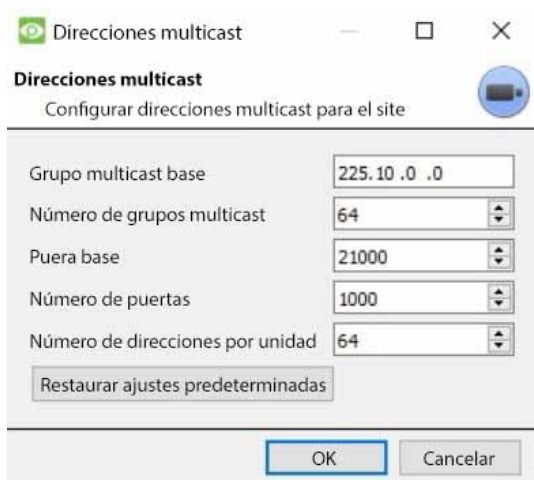 Direcciones multicast
Direcciones multicast
Configurar direcciones multicast para el site
Grupo multicast base 225.10 .0 .0
Número de grupos multicast 64
Puera base 21000
Número de puertas 1000
Número de direcciones por unidad 64
Restaurar ajustes predeterminadas
OK Cancelar